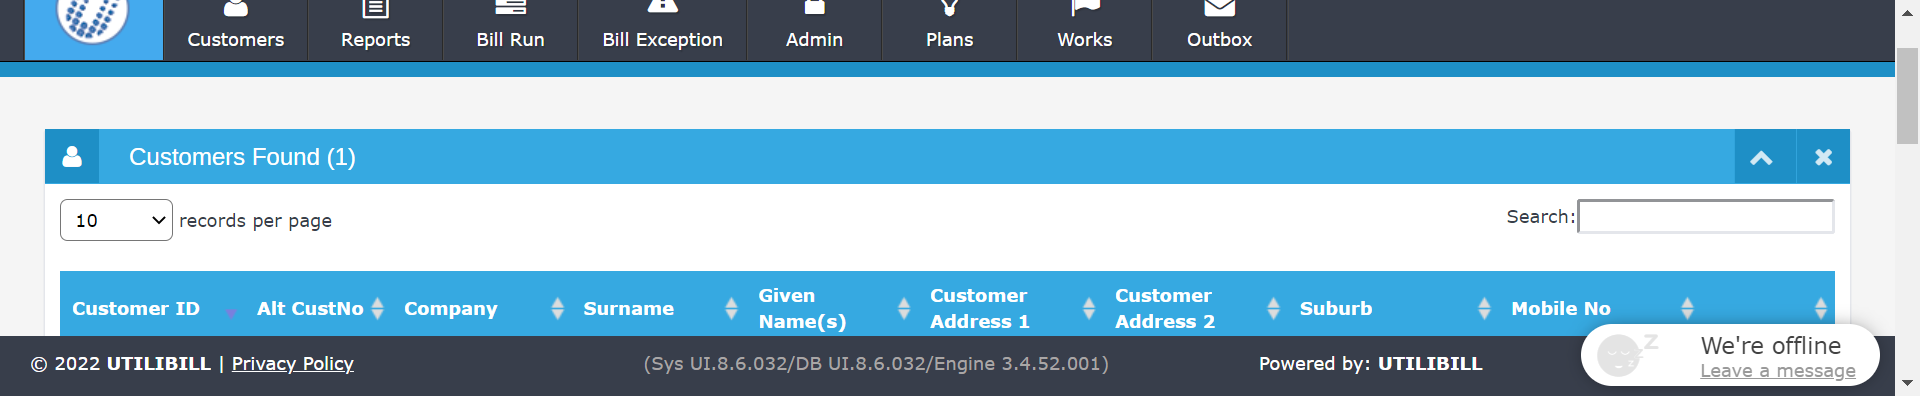 Customers Reports Bill Run Bill Exception Admin Plans Works Outbox
Customers Found (1)
10 records per page Search:
Customer ID Alt CustNo Company Surname Given Name(s) Customer Address 1 Customer Address 2 Suburb Mobile No
© 2022 UTILIBILL | Privacy Policy (Sys UI.8.6.032/DB UI.8.6.032/Engine 3.4.52.001) Powered by: UTILIBILL
We're offline
Leave a message